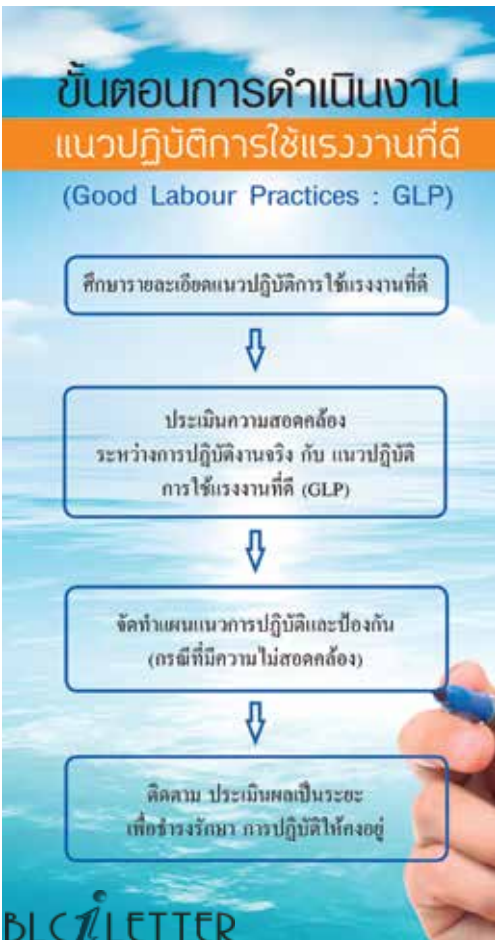 ขั้นตอนการดำเนินงาน
แนวปฏิบัติการใช้แรงงานที่ดี
(Good Labour Practices : GLP)
ศึกษารายละเอียดแนวปฏิบัติการใช้แรงงานที่ดี
ประเมินความสอดคล้อง
ระหว่างการปฏิบัติงานจริง กับ แนวปฏิบัติ
การใช้แรงงานที่ดี (GLP)
จัดทำแผนแนวการปฏิบัติและป้องกัน
(กรณีที่มีความไม่สอดคล้อง)
ติดตาม ประเมินผลเป็นระยะ
เพื่อธำรงรักษา การปฏิบัติให้คงอยู่